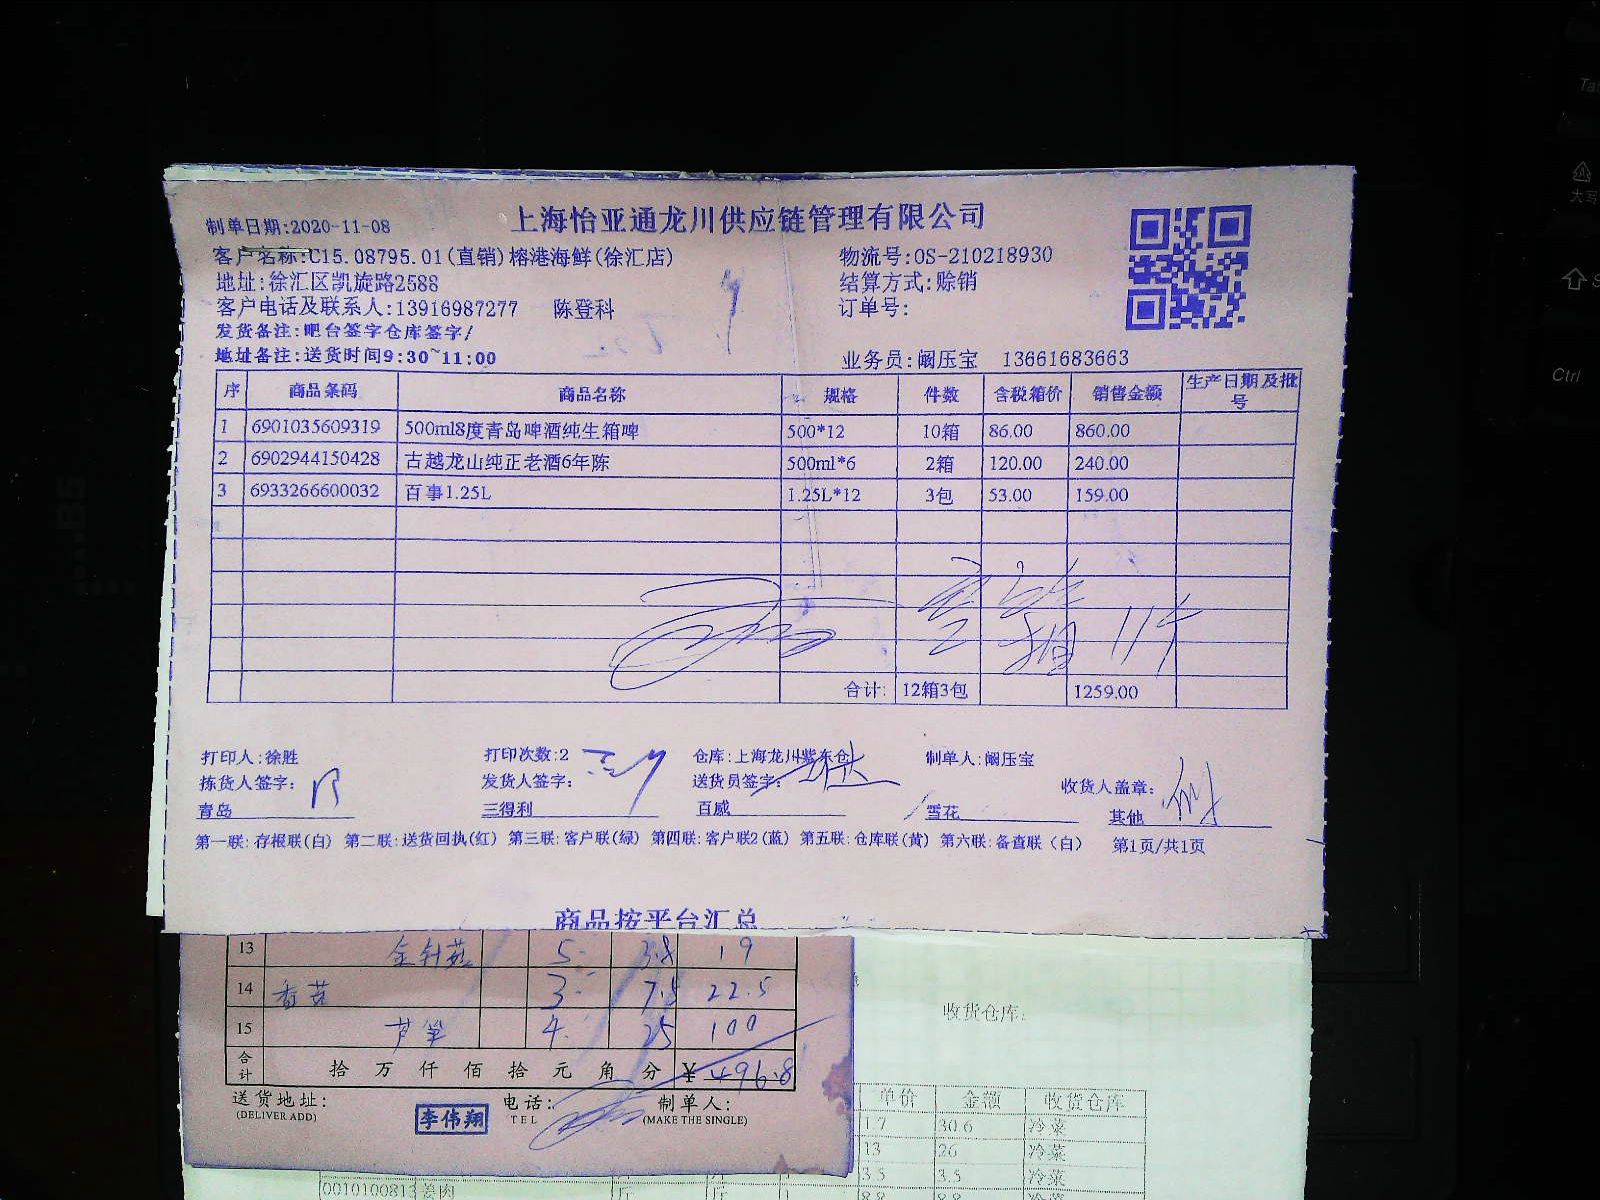 上海怡亚通龙川供应链管理有限公司
制单日期:2020-11-08
客户名称:C15.08795.01(直销)榕港海鲜(徐汇店) 物流号:OS-210218930
地址:徐汇区凯旋路2588 结算方式:赊销
客户电话及联系人:13916987277 陈登科 订单号:
发货备注:吧台签字仓库签字/
地址备注:送货时间9:30~11:00 业务员:阚压宝 13661683663
序 商品条码 商品名称 规格 件数 含税箱价 销售金额 生产日期及批号
1 6901035609319 500ml8度青岛啤酒纯生箱啤 500*12 10箱 86.00 860.00
2 6902944150428 古越龙山纯正老酒6年陈 500ml*6 2箱 120.00 240.00
3 6933266600032 百事1.25L 1.25L*12 3包 53.00 159.00
合计: 12箱3包 1259.00
打印人:徐胜 打印次数:2 仓库:上海龙川紫东仓 制单人:阚压宝
拣货人签字: 发货人签字: 送货员签字: 收货人盖章:
青岛 三得利 百威 雪花 其他
第一联:存根联(白) 第二联:送货回执(红) 第三联:客户联(绿) 第四联:客户联2(蓝) 第五联:仓库联(黄) 第六联:备查联(白) 第1页/共1页
商品按平台汇总
13 金针菇 5 3.8 19
14 香菇 3 7.5 22.5
15 芦笋 4 25 100
合计 拾 万 仟 佰 拾 元 角 分 ¥ 496.8
送货地址: 电话: 制单人:
(DELIVER ADD) 李伟翔 TEL (MAKE THE SINGLE)
收货仓库:
单价 金额 收货仓库
1.7 30.6 冷菜
13 26 冷菜
3.5 3.5 冷菜
8.8 8.8 冷菜
0010100813
Ctrl
大写